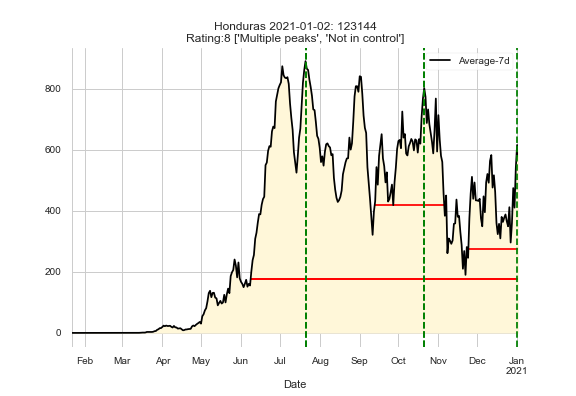 Honduras 2021-01-02: 123144
Rating:8 ['Multiple peaks', 'Not in control']
Average-7d
800
600
400
200
0
Feb Mar Apr May Jun Jul Aug Sep Oct Nov Dec Jan
2021
Date